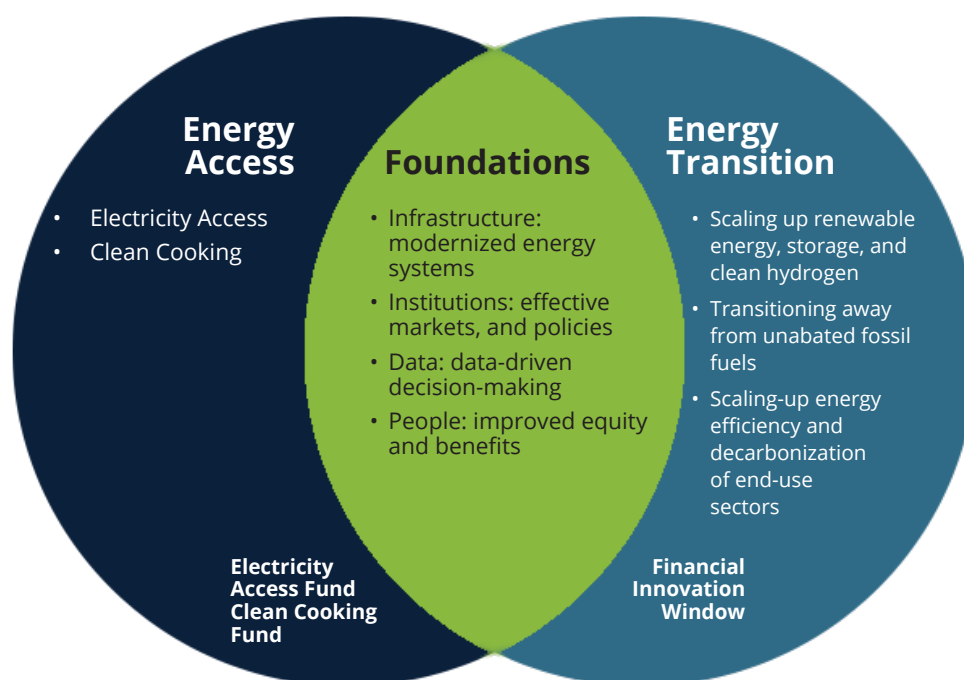 Energy
Access
• Electricity Access
• Clean Cooking
Electricity
Access Fund
Clean Cooking
Fund
Foundations
• Infrastructure:
modernized energy
systems
• Institutions: effective
markets, and policies
• Data: data-driven
decision-making
• People: improved equity
and benefits
Energy
Transition
• Scaling up renewable
energy, storage, and
clean hydrogen
• Transitioning away
from unabated fossil
fuels
• Scaling-up energy
efficiency and
decarbonization
of end-use
sectors
Financial
Innovation
Window